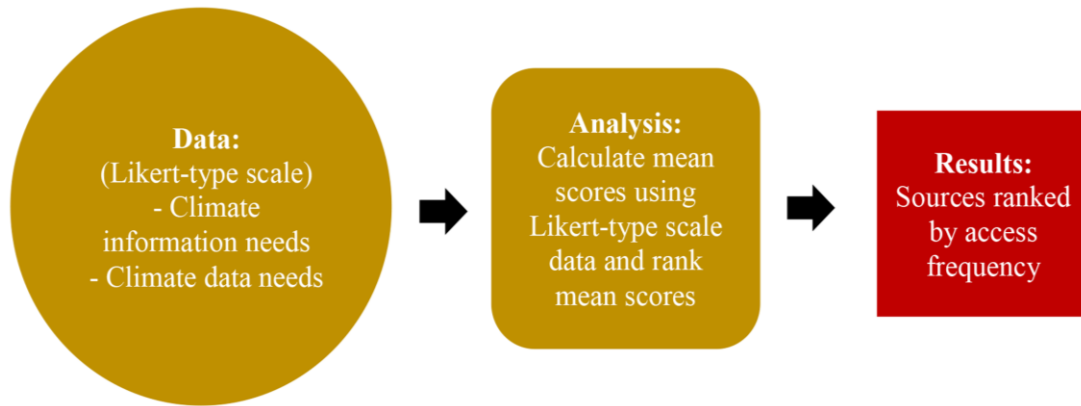 Data:
(Likert-type scale)
- Climate
information needs
- Climate data needs
Analysis:
Calculate mean
scores using
Likert-type scale
data and rank
mean scores
Results:
Sources ranked
by access
frequency